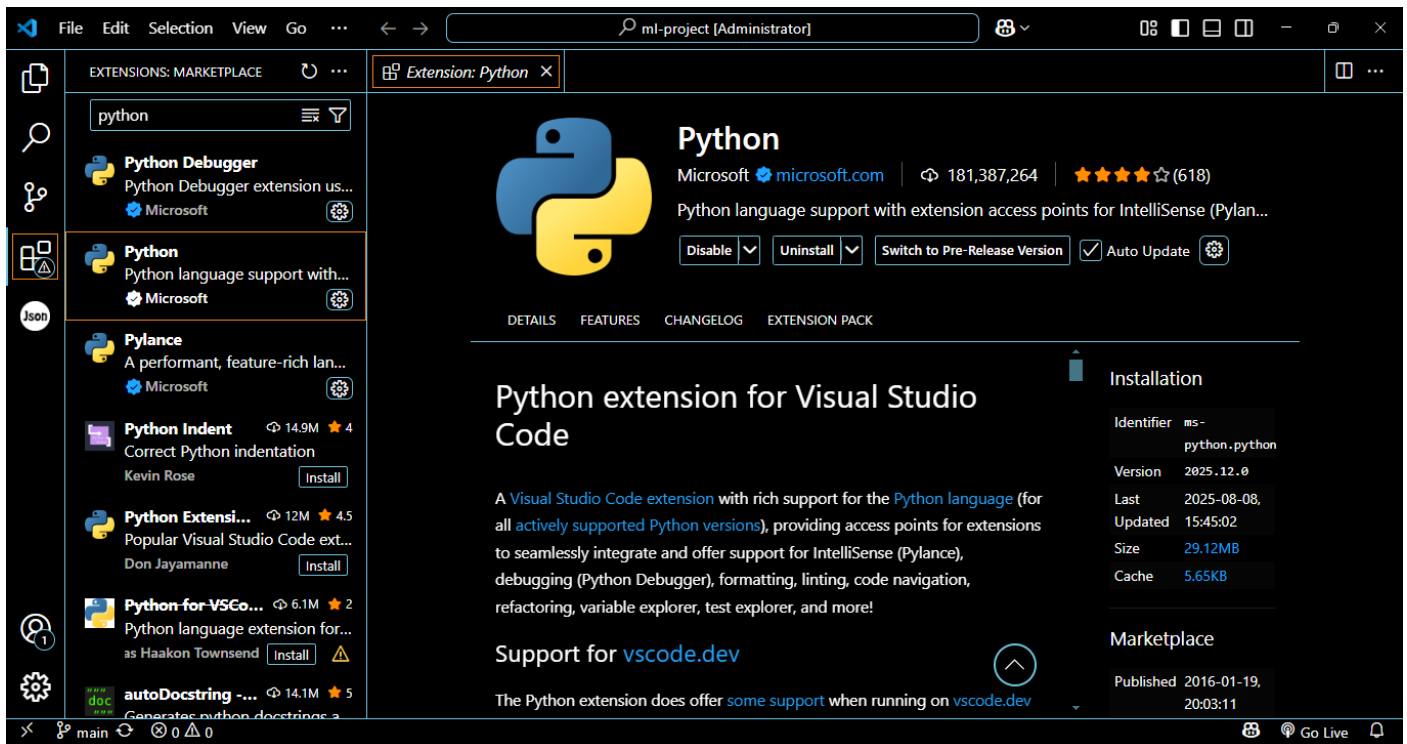 File Edit Selection View Go ···
ml-project [Administrator]
EXTENSIONS: MARKETPLACE
Extension: Python
python
Python Debugger
Python Debugger extension us...
Microsoft
Python
Python language support with...
Microsoft
Json
Pylance
A performant, feature-rich lan...
Microsoft
Python Indent 14.9M 4
Correct Python indentation
Kevin Rose Install
Python Extensi... 12M 4.5
Popular Visual Studio Code ext...
Don Jayamanne Install
Python for VSCo... 6.1M 2
Python language extension for...
as Haakon Townsend Install
doc
autoDocstring -... 14.1M 5
Generates python docstrings a
Python
Microsoft microsoft.com 181,387,264 (618)
Python language support with extension access points for IntelliSense (Pylan...
Disable Uninstall Switch to Pre-Release Version Auto Update
DETAILS FEATURES CHANGELOG EXTENSION PACK
Python extension for Visual Studio
Code
A Visual Studio Code extension with rich support for the Python language (for
all actively supported Python versions), providing access points for extensions
to seamlessly integrate and offer support for IntelliSense (Pylance),
debugging (Python Debugger), formatting, linting, code navigation,
refactoring, variable explorer, test explorer, and more!
Support for vscode.dev
The Python extension does offer some support when running on vscode.dev
Installation
Identifier ms-
python.python
Version 2025.12.0
Last 2025-08-08,
Updated 15:45:02
Size 29.12MB
Cache 5.65KB
Marketplace
Published 2016-01-19,
20:03:11
1
main 0 0
Go Live